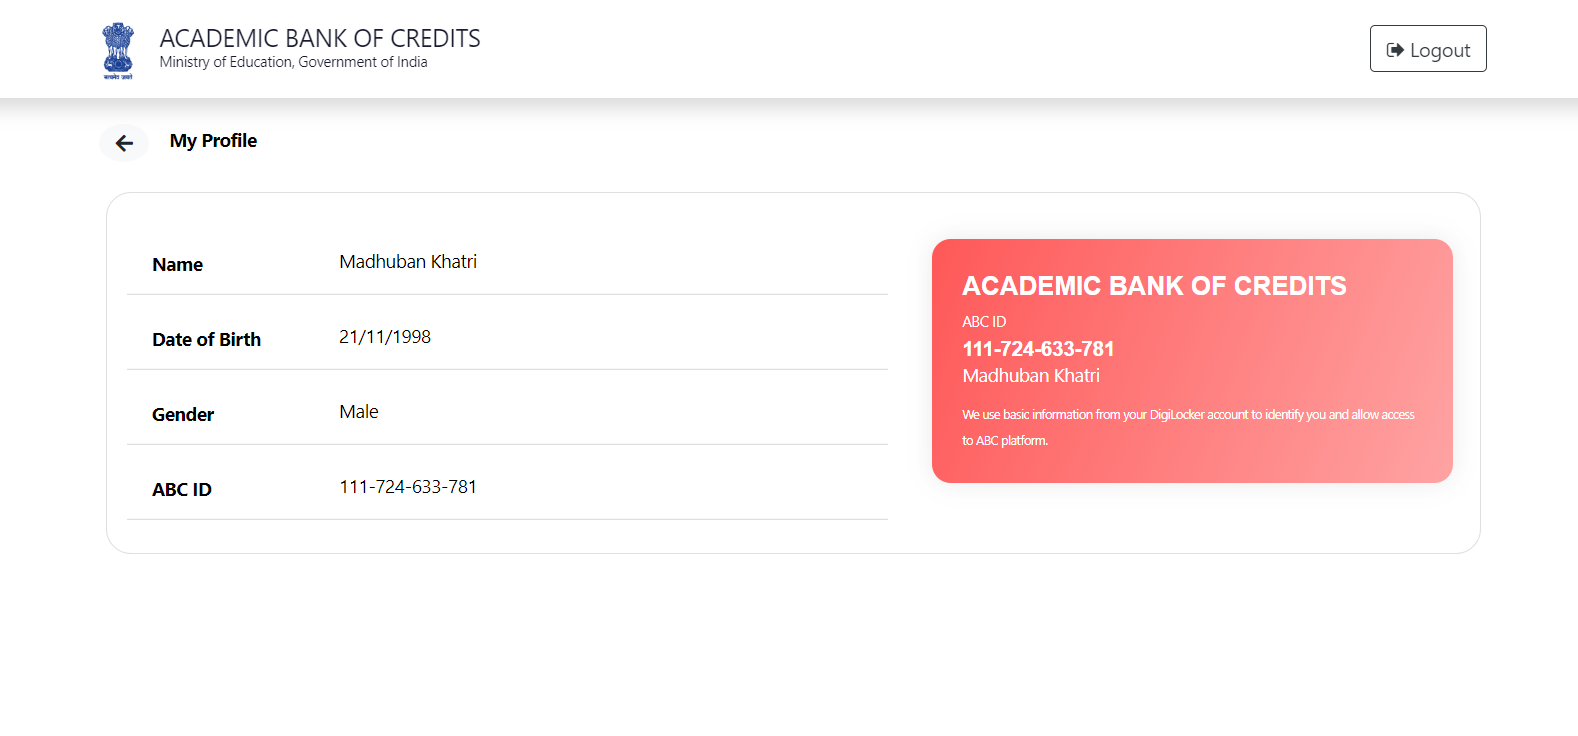 ACADEMIC BANK OF CREDITS
Ministry of Education, Government of India
सत्यमेव जयते
Logout
My Profile
Name Madhuban Khatri
Date of Birth 21/11/1998
Gender Male
ABC ID 111-724-633-781
ACADEMIC BANK OF CREDITS
ABC ID
111-724-633-781
Madhuban Khatri
We use basic information from your DigiLocker account to identify you and allow access
to ABC platform.